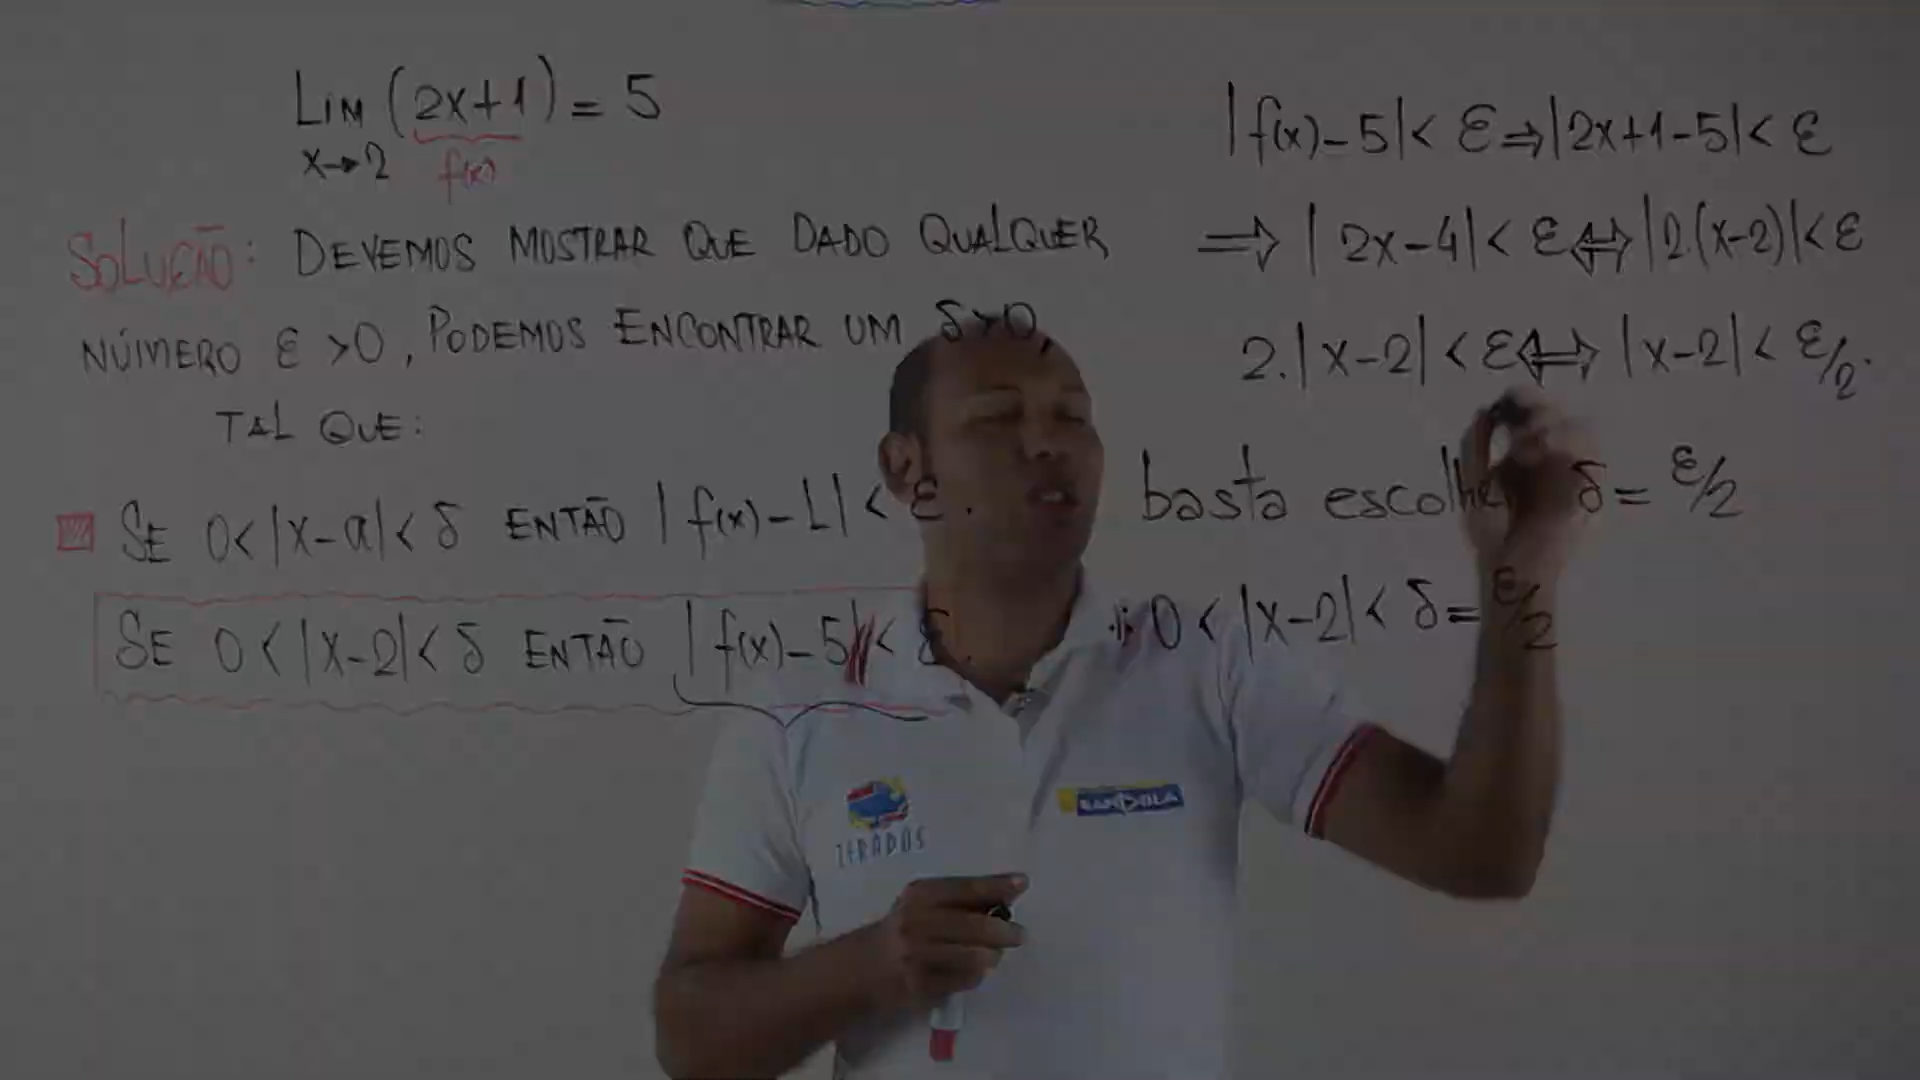 LIM (2x+1) = 5
x→2 f(x)
SOLUÇÃO: DEVEMOS MOSTRAR QUE DADO QUALQUER
NÚMERO ε >0, PODEMOS ENCONTRAR UM δ>0,
TAL QUE:
SE 0<|x-a|<δ ENTÃO |f(x)-L|< ε.
SE 0<|x-2|<δ ENTÃO |f(x)-5|< ε.
|f(x)-5|< ε⇒|2x+1-5|< ε
⇒| 2x-4|< ε⇔|2.(x-2)|< ε
2.|x-2|< ε⇔|x-2|< ε/2.
basta escolher δ= ε/2
0<|x-2|< δ= ε/2
ZERADOS